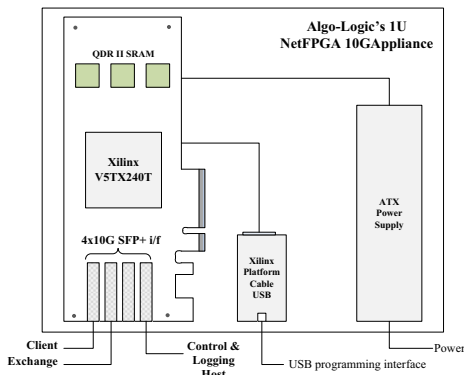 Algo-Logic's 1U
NetFPGA 10GAppliance
QDR II SRAM
Xilinx
V5TX240T
4x10G SFP+ i/f
Xilinx
Platform
Cable
USB
ATX
Power
Supply
Client
Exchange
Control &
Logging
Host
USB programming interface
Power